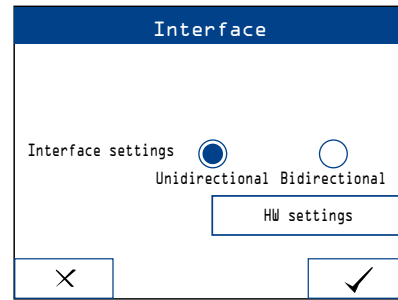 Interface
Interface settings
Unidirectional Bidirectional
HW settings